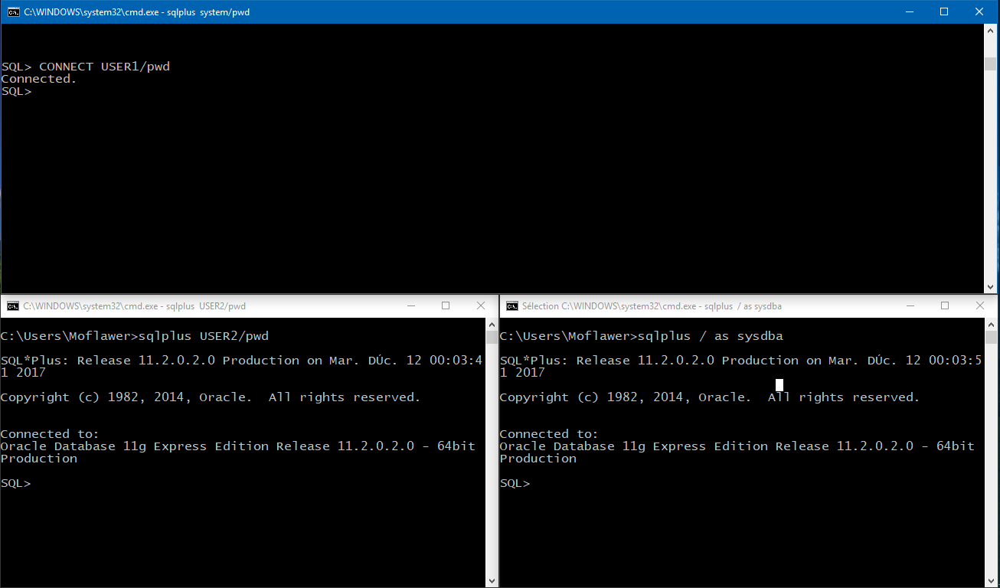 C:\WINDOWS\system32\cmd.exe - sqlplus  system/pwd
SQL> CONNECT USER1/pwd
Connected.
SQL>
C:\WINDOWS\system32\cmd.exe - sqlplus  USER2/pwd
C:\Users\Moflawer>sqlplus USER2/pwd
SQL*Plus: Release 11.2.0.2.0 Production on Mar. DÚc. 12 00:03:4
1 2017
Copyright (c) 1982, 2014, Oracle.  All rights reserved.
Connected to:
Oracle Database 11g Express Edition Release 11.2.0.2.0 - 64bit
Production
SQL>
Sélection C:\WINDOWS\system32\cmd.exe - sqlplus  / as sysdba
C:\Users\Moflawer>sqlplus / as sysdba
SQL*Plus: Release 11.2.0.2.0 Production on Mar. DÚc. 12 00:03:5
1 2017
Copyright (c) 1982, 2014, Oracle.  All rights reserved.
Connected to:
Oracle Database 11g Express Edition Release 11.2.0.2.0 - 64bit
Production
SQL>